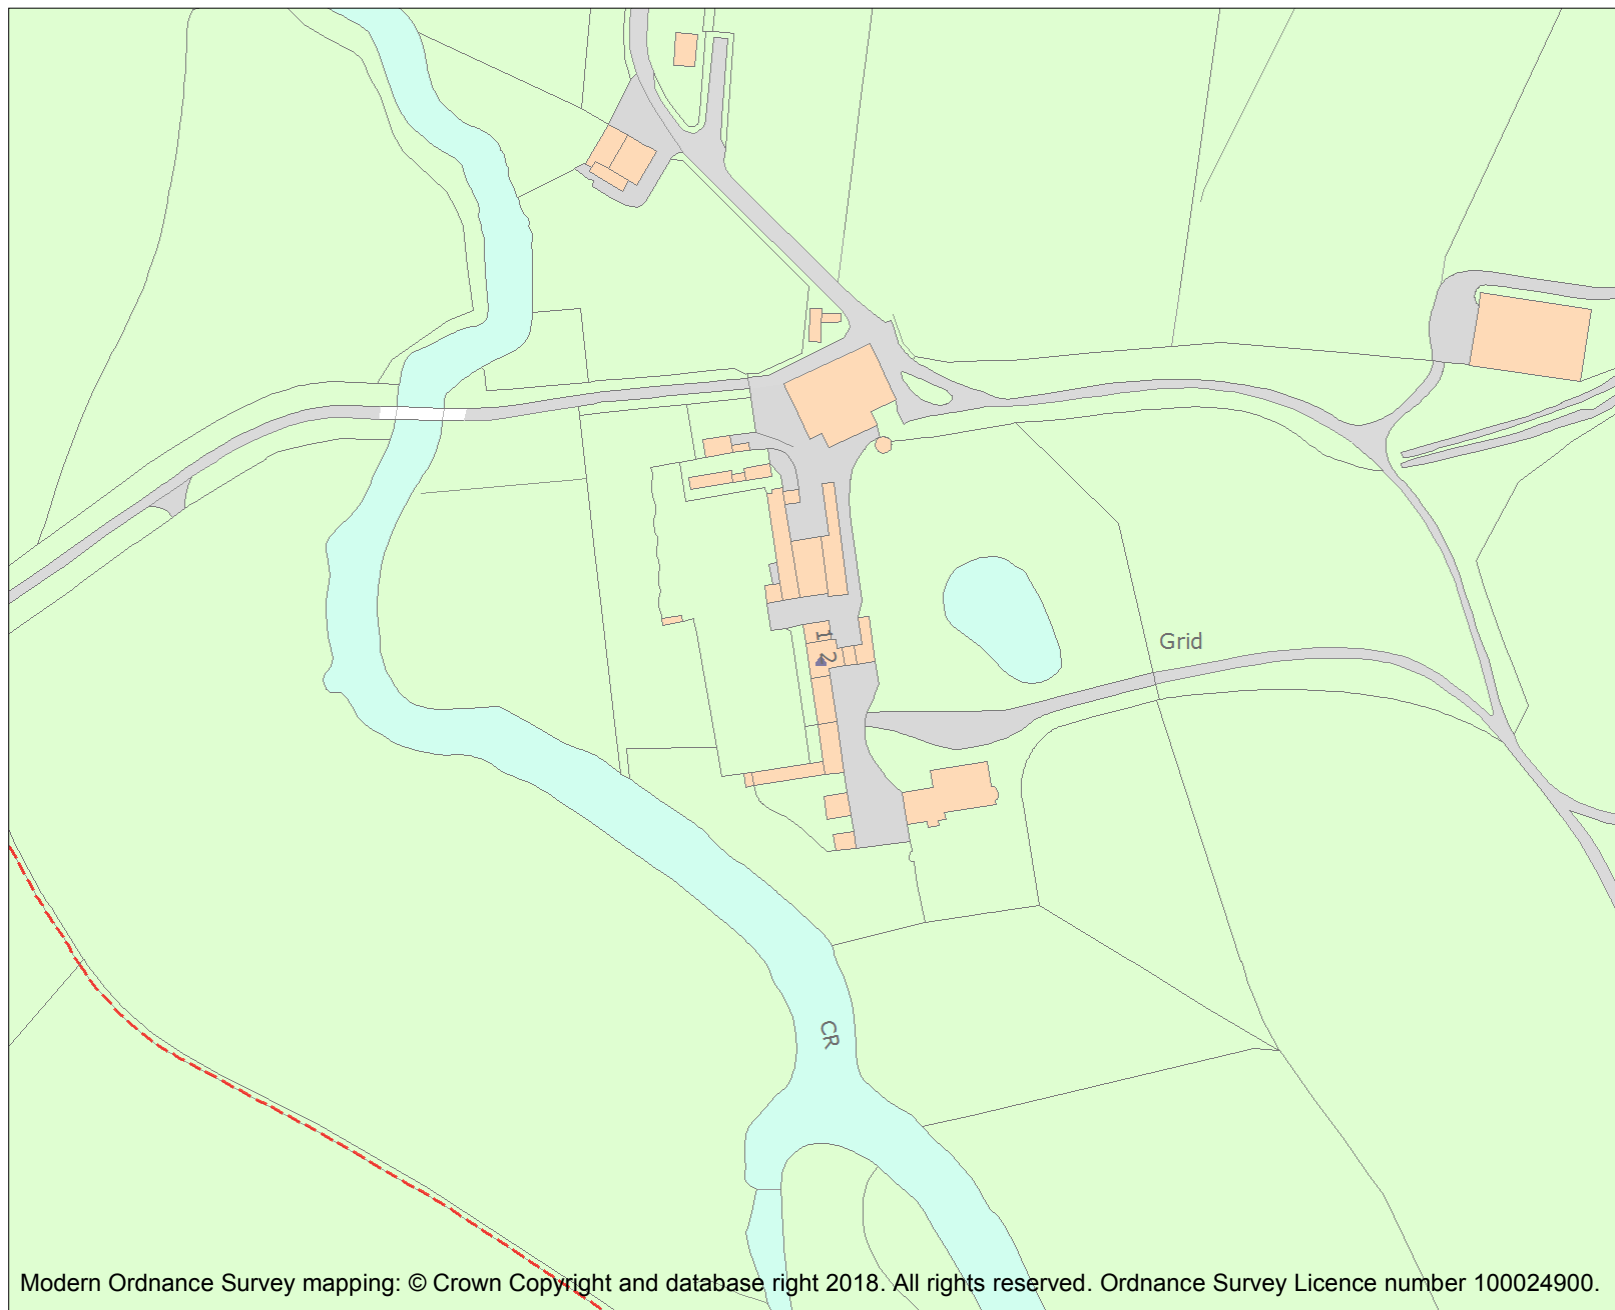 Grid
1
2
CR
Modern Ordnance Survey mapping: © Crown Copyright and database right 2018. All rights reserved. Ordnance Survey Licence number 100024900.